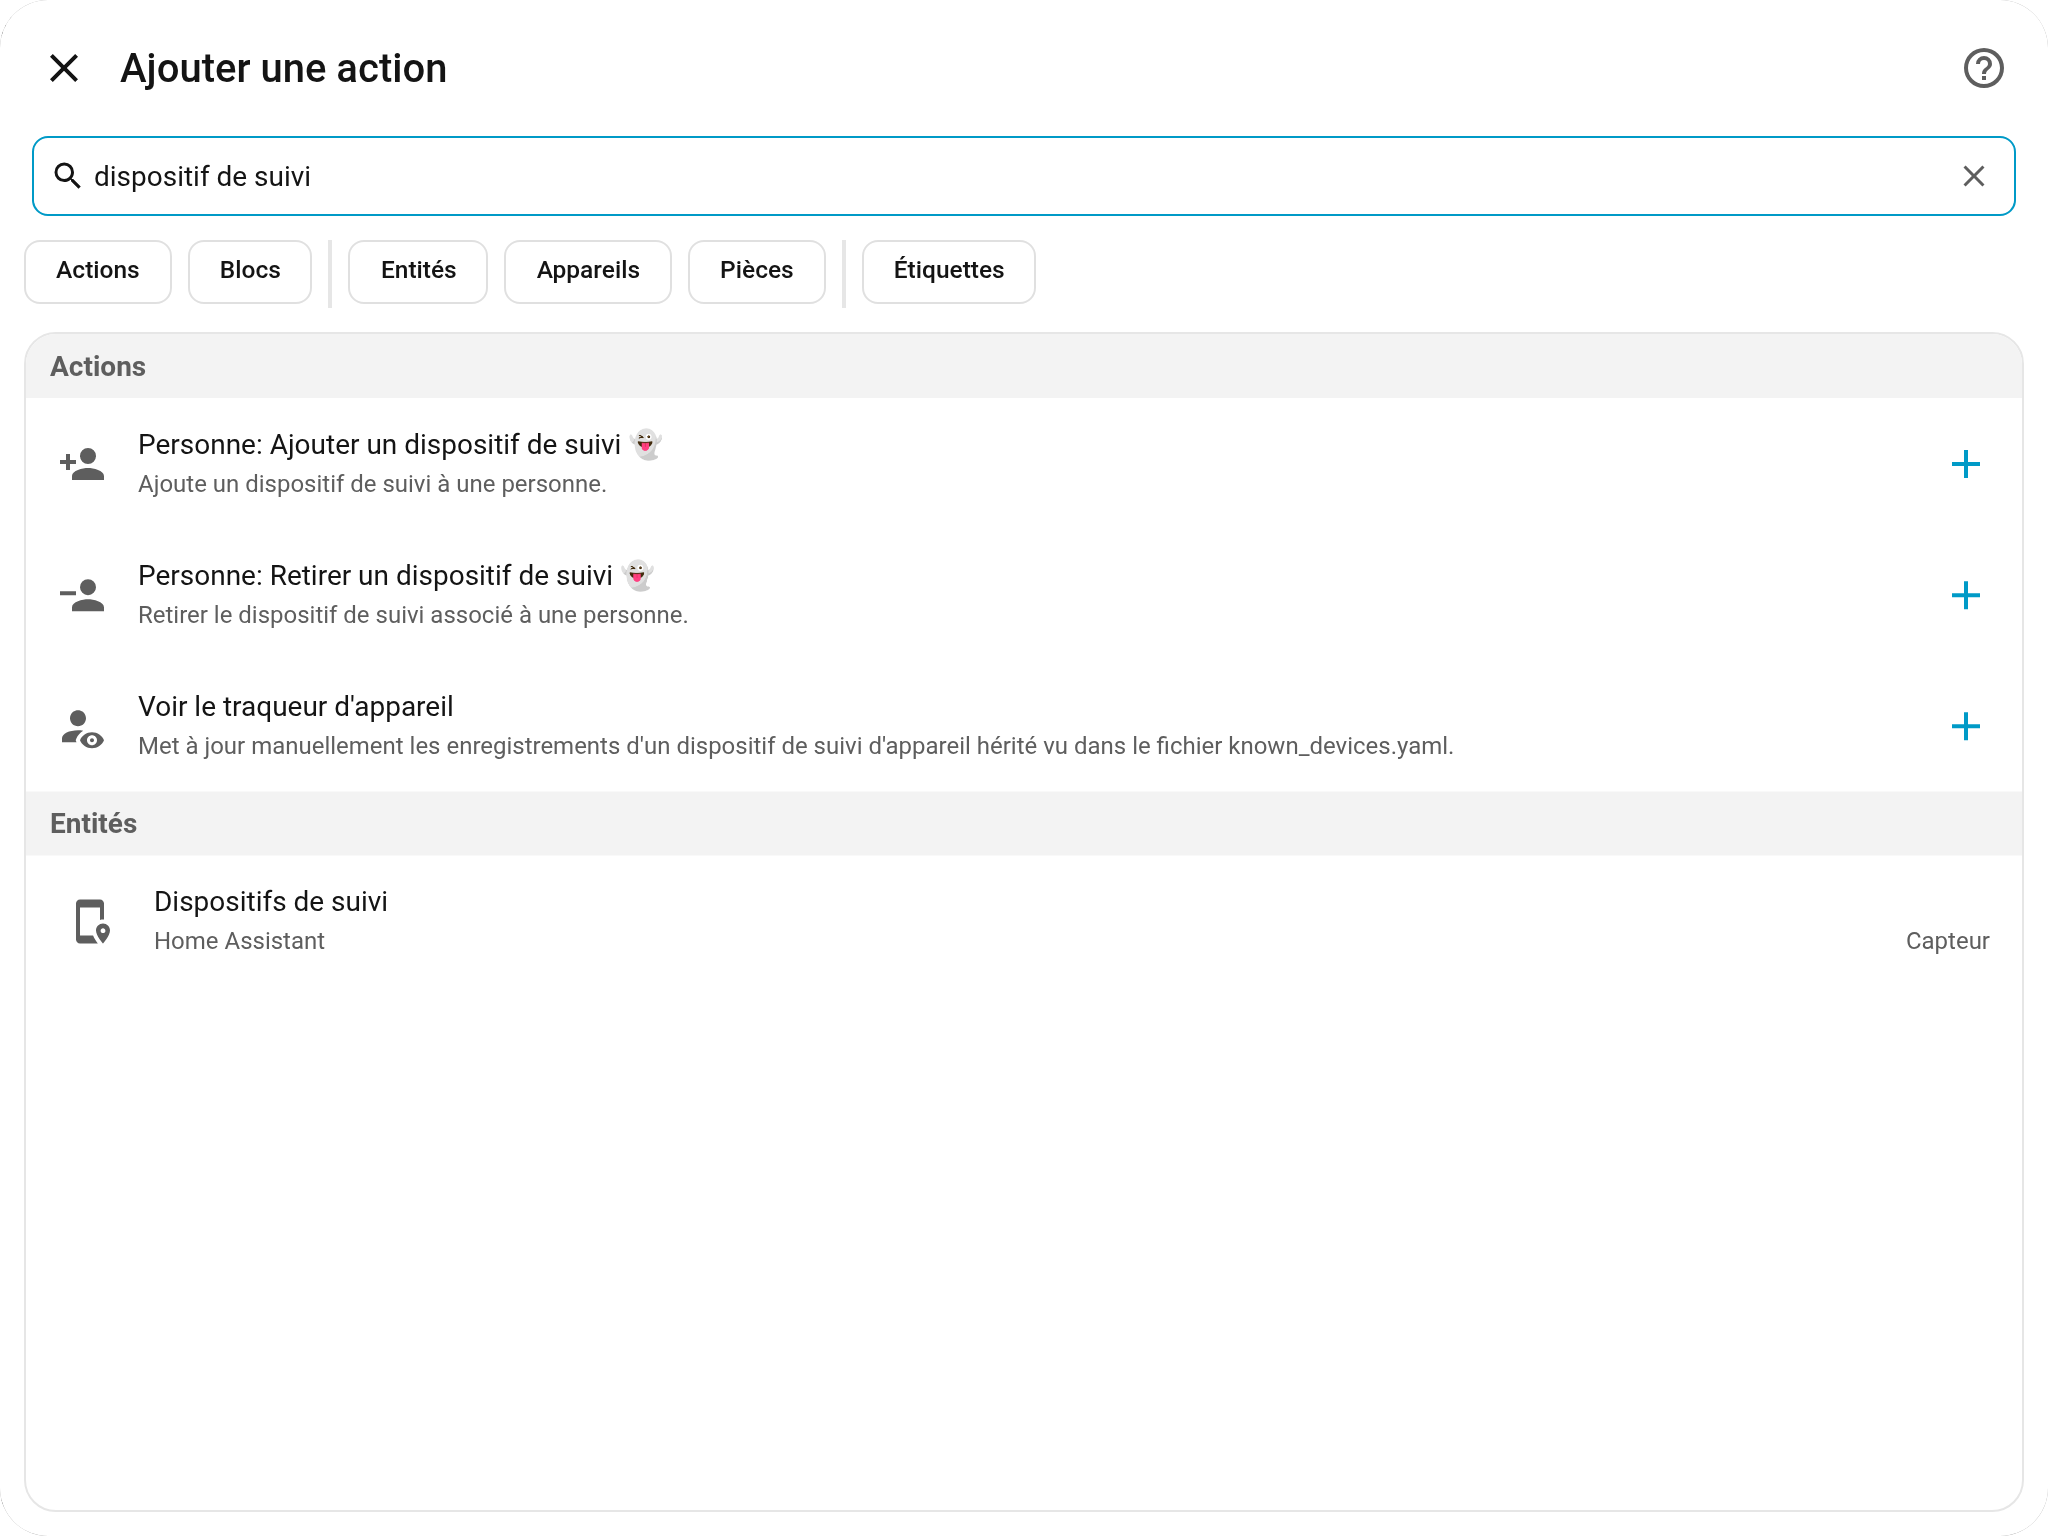 Ajouter une action
dispositif de suivi
Actions
Blocs
Entités
Appareils
Pièces
Étiquettes
Actions
Personne: Ajouter un dispositif de suivi 👻
Ajoute un dispositif de suivi à une personne.
Personne: Retirer un dispositif de suivi 👻
Retirer le dispositif de suivi associé à une personne.
Voir le traqueur d'appareil
Met à jour manuellement les enregistrements d'un dispositif de suivi d'appareil hérité vu dans le fichier known_devices.yaml.
Entités
Dispositifs de suivi
Home Assistant
Capteur